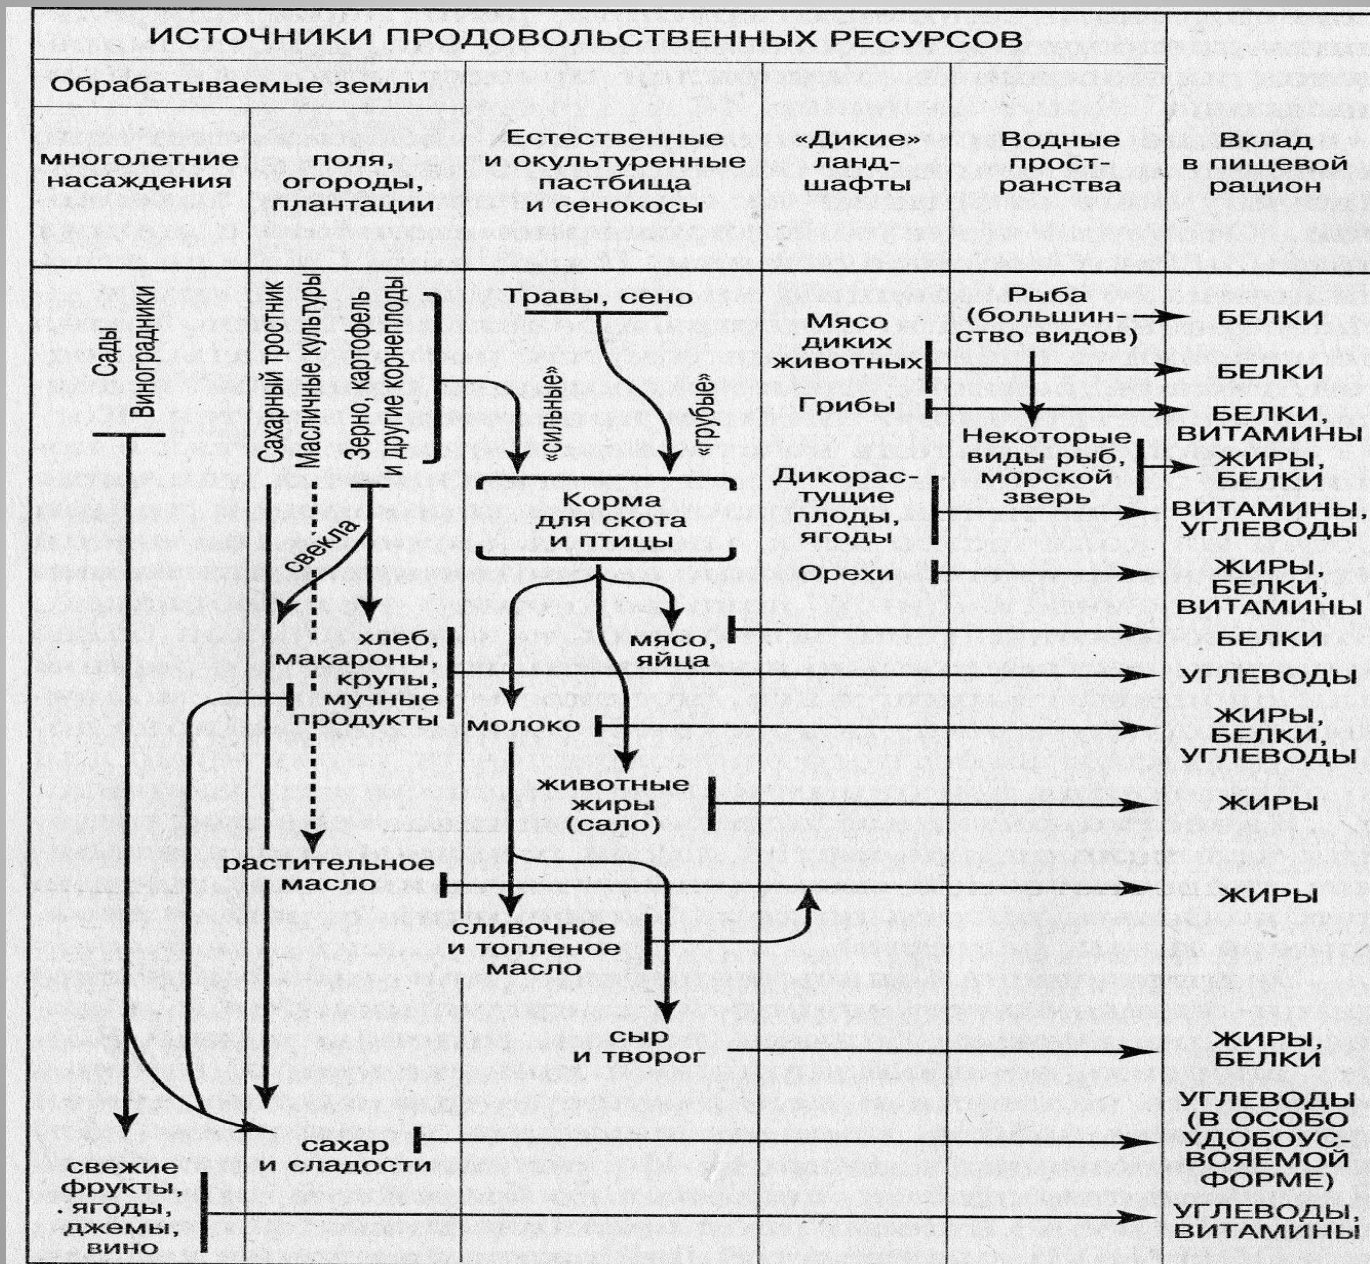 ИСТОЧНИКИ ПРОДОВОЛЬСТВЕННЫХ РЕСУРСОВ
Обрабатываемые земли
многолетние
насаждения
поля,
огороды,
плантации
Естественные
и окультуренные
пастбища
и сенокосы
«Дикие»
ланд-
шафты
Водные
прост-
ранства
Вклад
в пищевой
рацион
Сады
Виноградники
Сахарный тротник
Масличные культуры
Зерно, картофель
и другие корнеплоды
Травы, сено
«сильные»
«грубые»
Мясо
диких
животных
Рыба
(большин-
ство видов)
БЕЛКИ
БЕЛКИ
Грибы
БЕЛКИ,
ВИТАМИНЫ
Некоторые
виды рыб,
морской
зверь
ЖИРЫ,
БЕЛКИ
Корма
для скота
и птицы
Дикорас-
тущие
плоды,
ягоды
ВИТАМИНЫ,
УГЛЕВОДЫ
свекла
Орехи
ЖИРЫ,
БЕЛКИ,
ВИТАМИНЫ
хлеб,
макароны,
крупы,
мучные
продукты
мясо,
яйца
БЕЛКИ
УГЛЕВОДЫ
молоко
ЖИРЫ,
БЕЛКИ,
УГЛЕВОДЫ
животные
жиры
(сало)
ЖИРЫ
растительное
масло
ЖИРЫ
сливочное
и топленое
масло
сыр
и творог
ЖИРЫ,
БЕЛКИ
сахар
и сладости
УГЛЕВОДЫ
(В ОСОБО
УДОБОУС-
ВОЯЕМОЙ
ФОРМЕ)
свежие
фрукты,
ягоды,
джемы,
вино
УГЛЕВОДЫ,
ВИТАМИНЫ